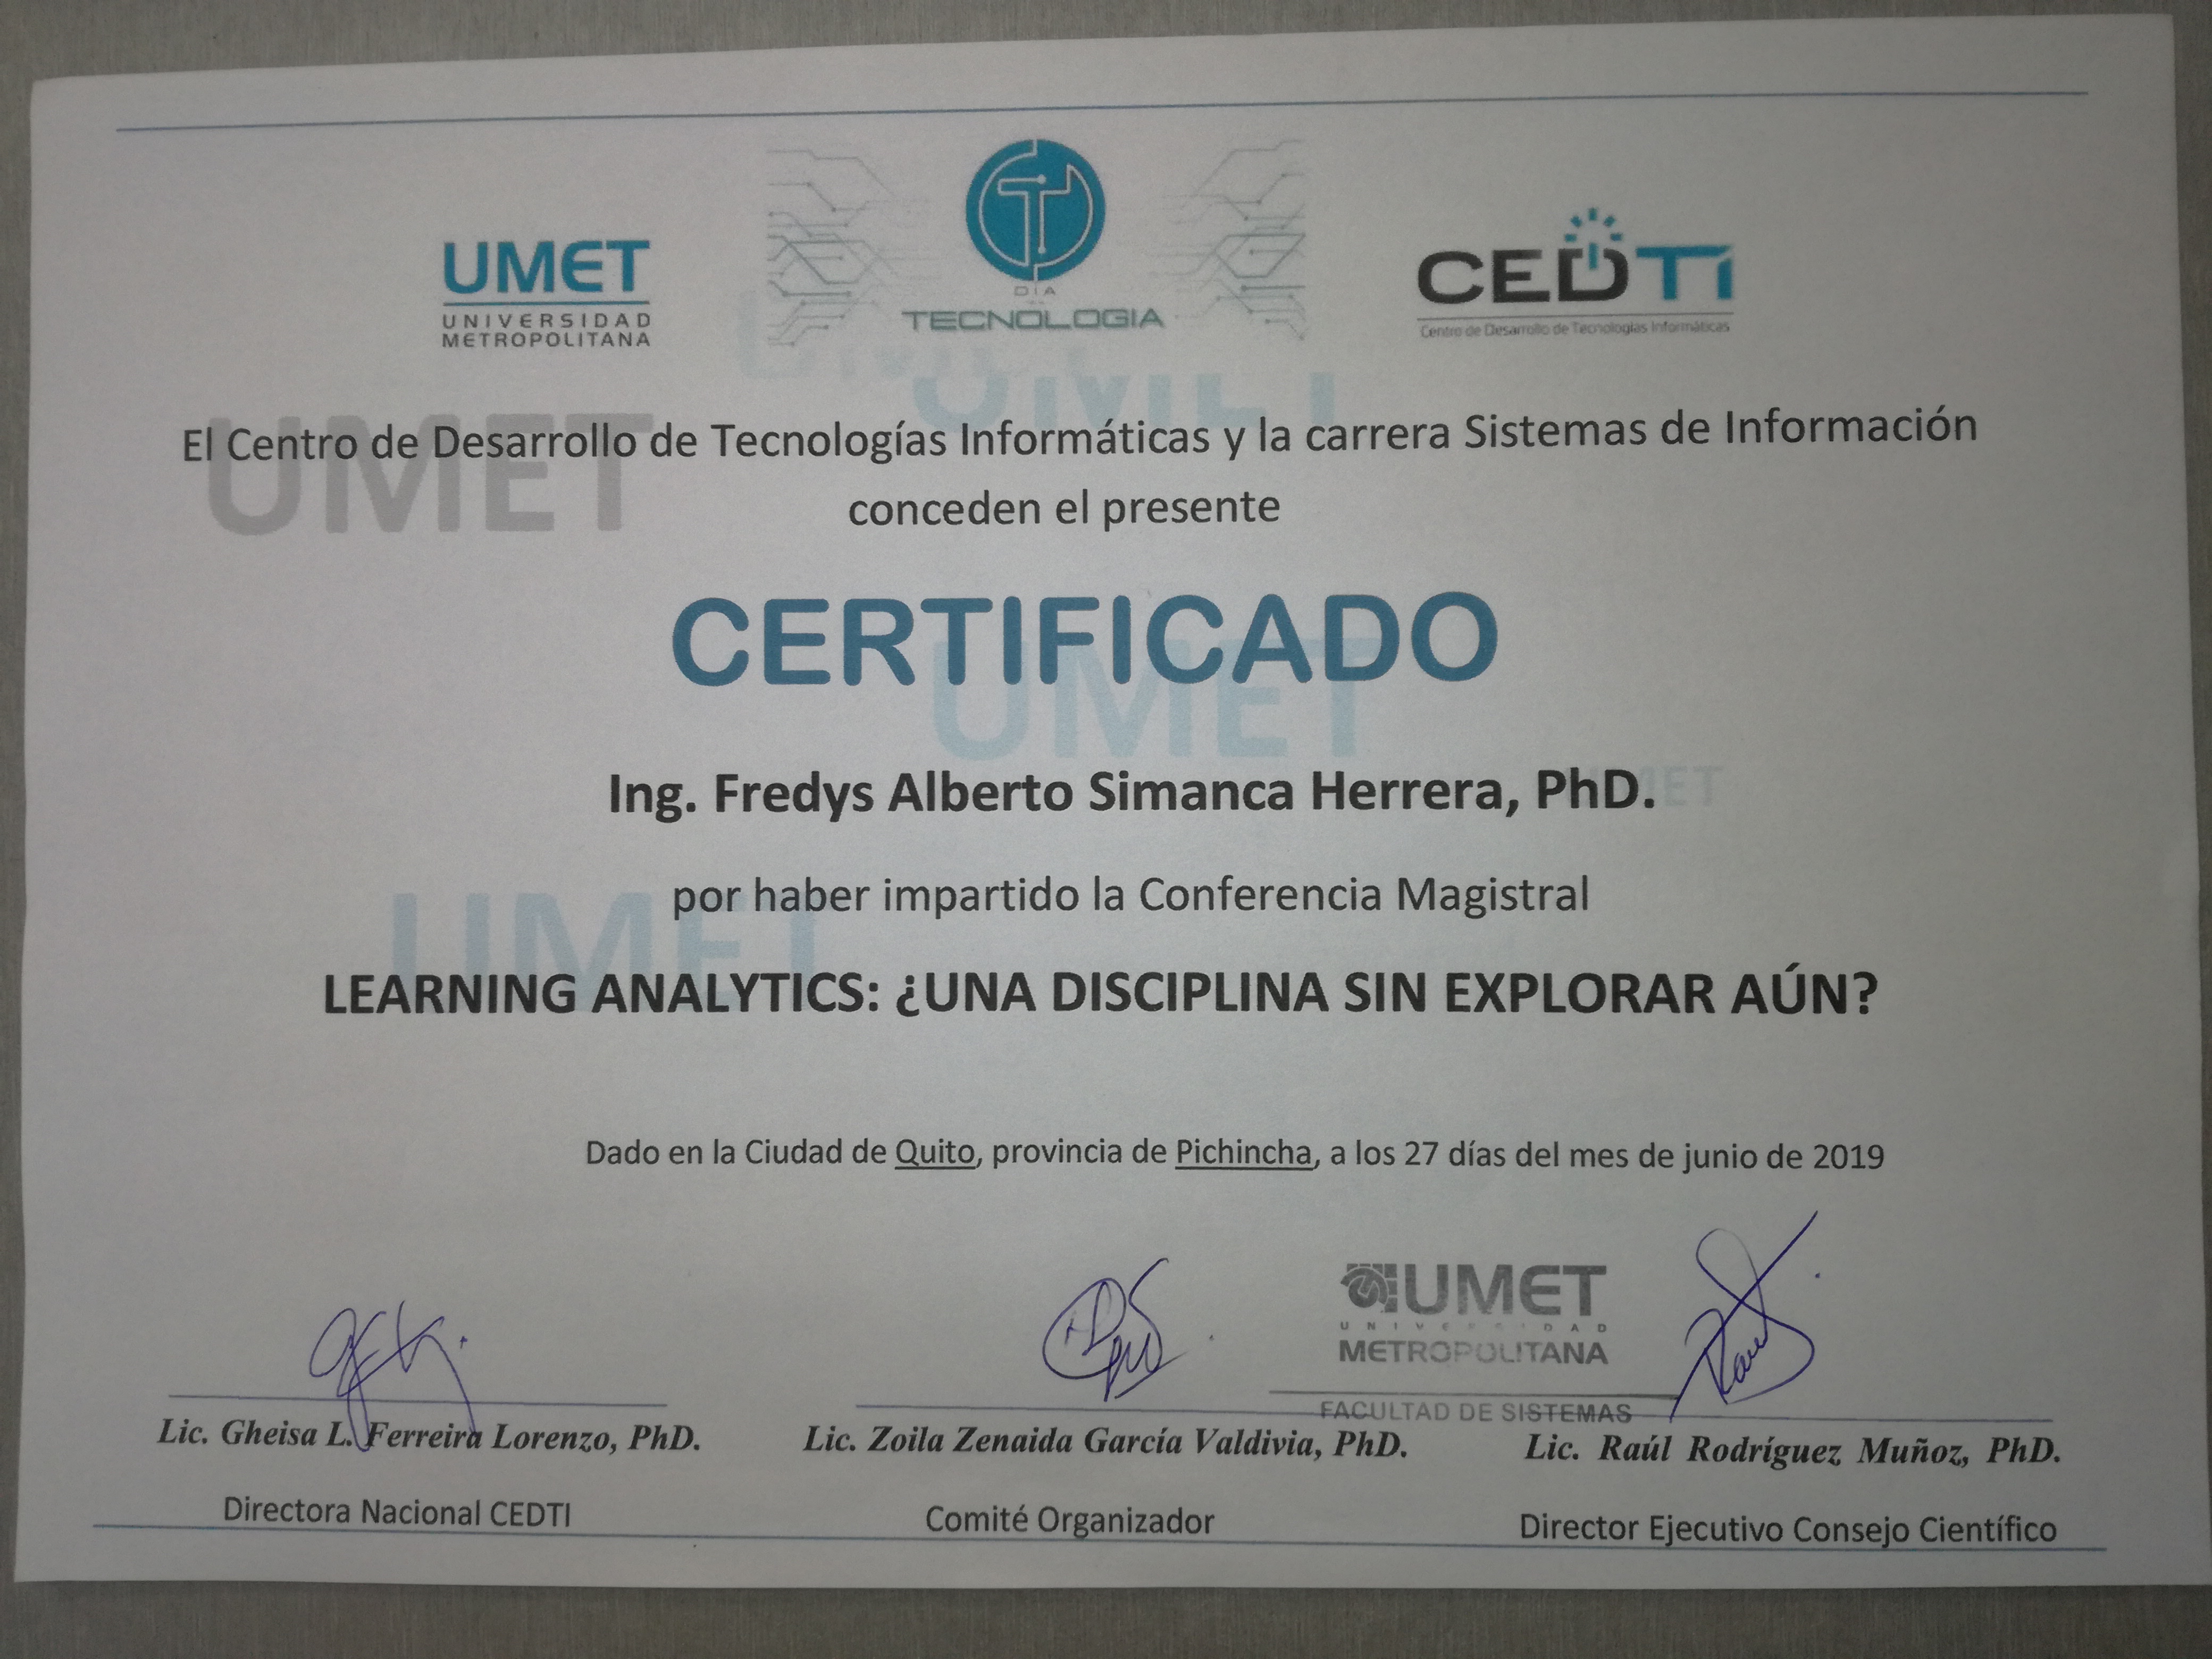 UMET
UNIVERSIDAD
METROPOLITANA
DIA
TECNOLOGIA
CEDTI
Centro de Desarrollo de Tecnologías Informáticas
UMET
UMET
El Centro de Desarrollo de Tecnologías Informáticas y la carrera Sistemas de Información
conceden el presente
CERTIFICADO
UMET
Ing. Fredys Alberto Simanca Herrera, PhD.
por haber impartido la Conferencia Magistral
UMET
LEARNING ANALYTICS: ¿UNA DISCIPLINA SIN EXPLORAR AÚN?
Dado en la Ciudad de Quito, provincia de Pichincha, a los 27 días del mes de junio de 2019
UMET
UNIVERSIDAD
METROPOLITANA
FACULTAD DE SISTEMAS
Lic. Gheisa L. Ferreira Lorenzo, PhD.
Lic. Zoila Zenaida García Valdivia, PhD.
Lic. Raúl Rodríguez Muñoz, PhD.
Directora Nacional CEDTI
Comité Organizador
Director Ejecutivo Consejo Científico